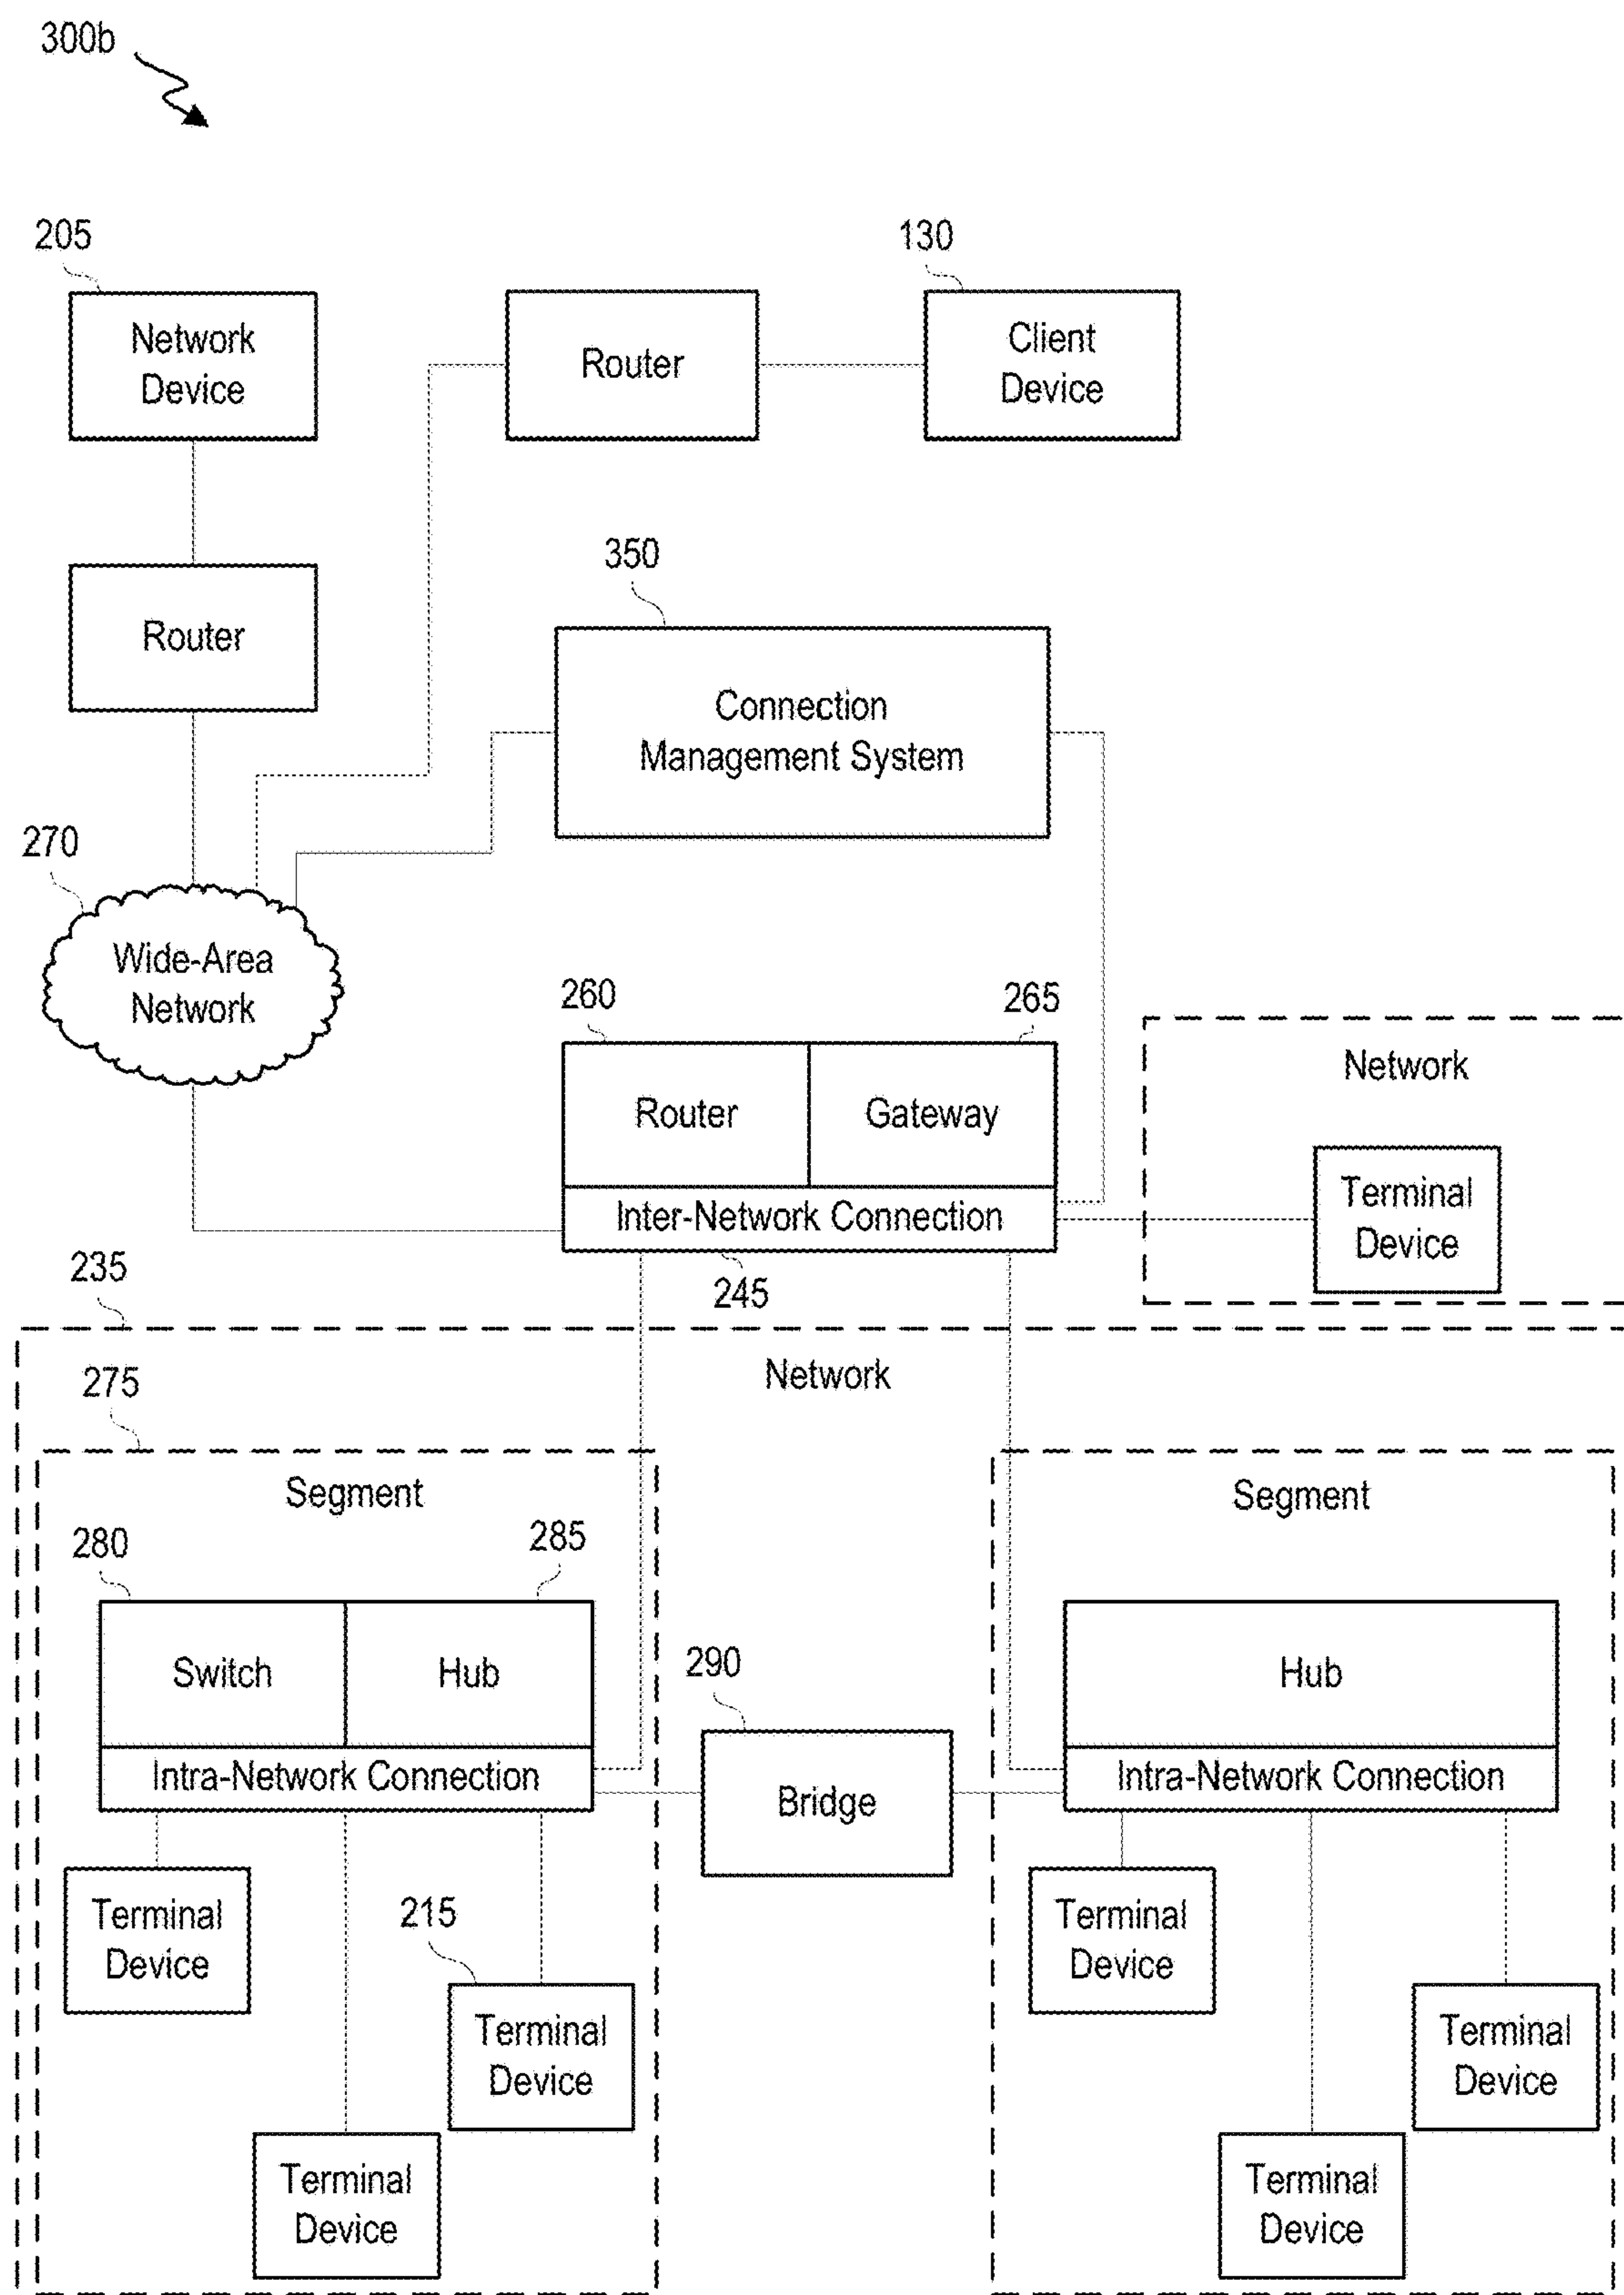 300b
205
130
Network
Device
Router
Client
Device
350
Router
Connection
Management System
270
Wide-Area
Network
260
265
Network
Router
Gateway
Terminal
Device
Inter-Network Connection
235
245
275
Network
Segment
Segment
280
285
Switch
Hub
290
Hub
Intra-Network Connection
Bridge
Intra-Network Connection
Terminal
Device
215
Terminal
Device
Terminal
Device
Terminal
Device
Terminal
Device
Terminal
Device